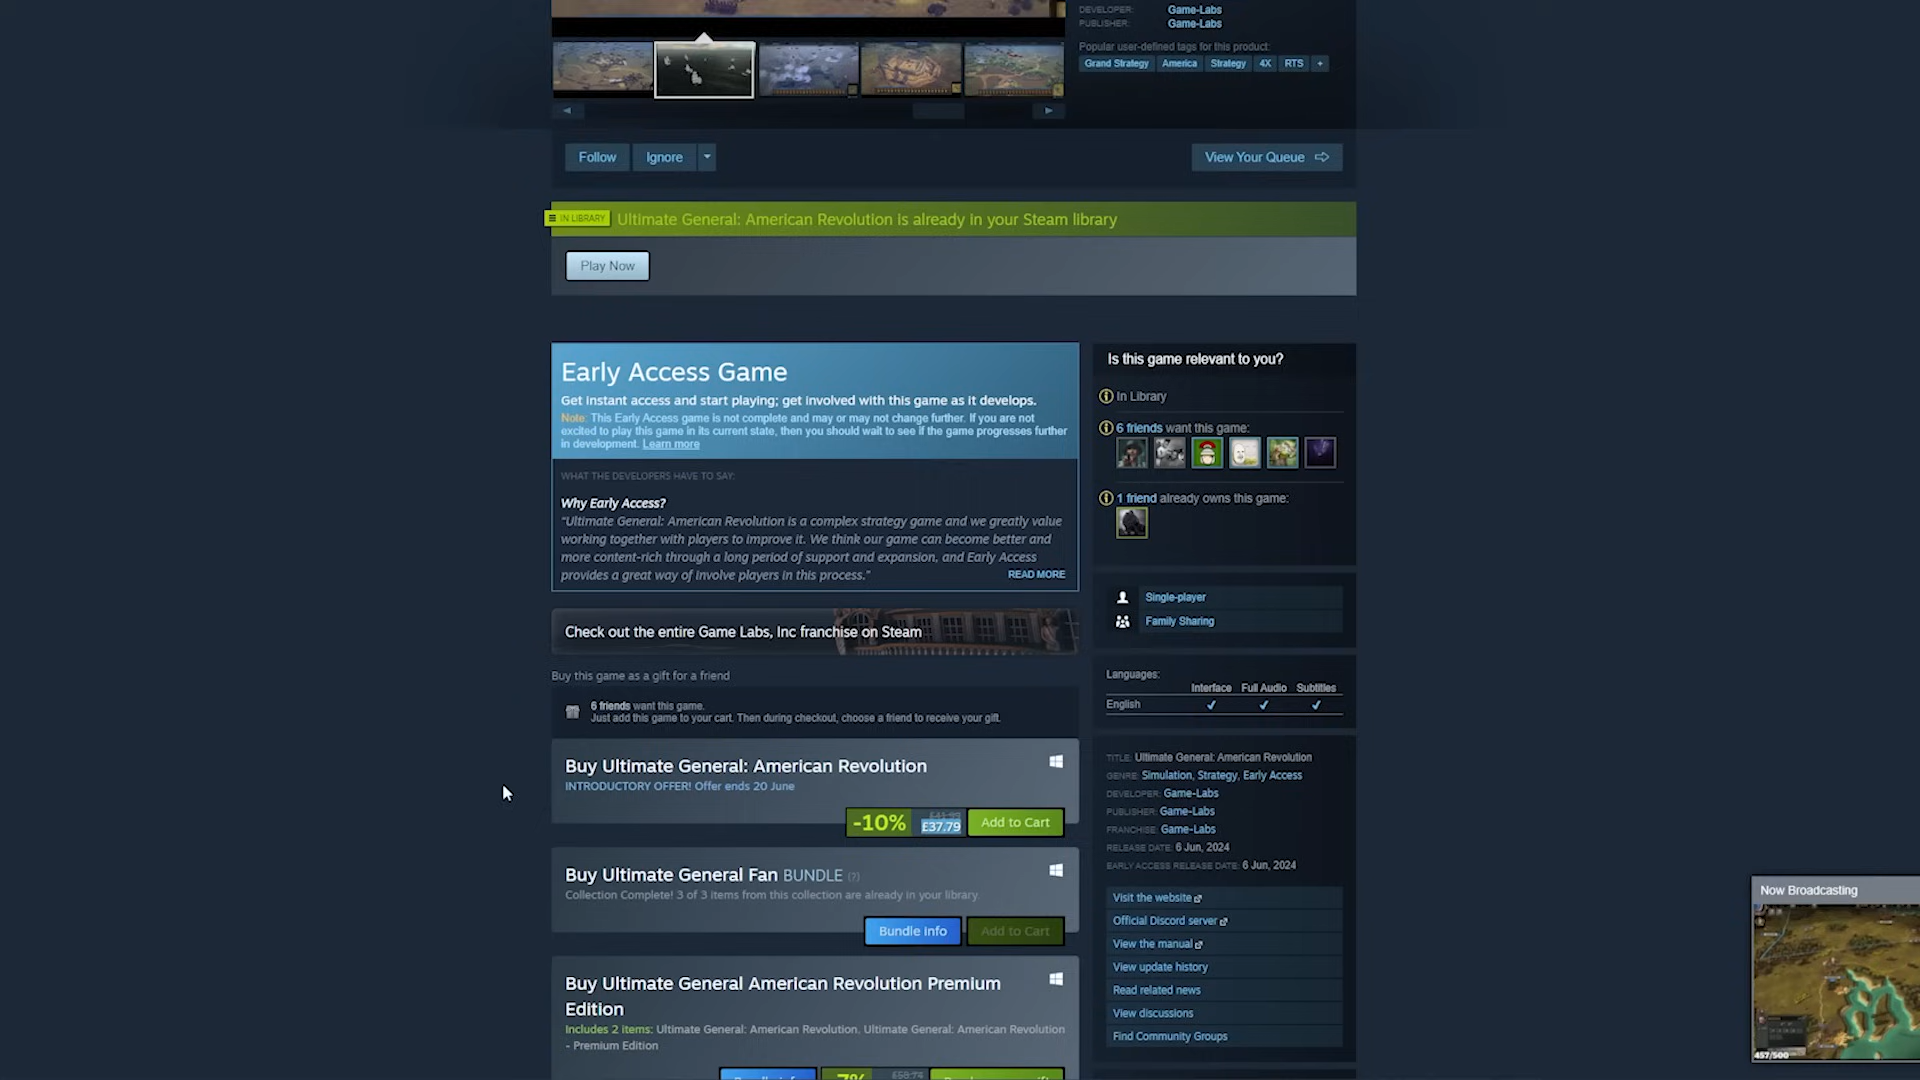 DEVELOPER: Game-Labs
PUBLISHER: Game-Labs
Popular user-defined tags for this product:
Grand Strategy America Strategy 4X RTS +
Follow Ignore View Your Queue
IN LIBRARY Ultimate General: American Revolution is already in your Steam library
Play Now
Early Access Game
Get instant access and start playing; get involved with this game as it develops.
Note: This Early Access game is not complete and may or may not change further. If you are not
excited to play this game in its current state, then you should wait to see if the game progresses further
in development. Learn more
WHAT THE DEVELOPERS HAVE TO SAY:
Why Early Access?
“Ultimate General: American Revolution is a complex strategy game and we greatly value
working together with players to improve it. We think our game can become better and
more content-rich through a long period of support and expansion, and Early Access
provides a great way of involve players in this process.”
READ MORE
Check out the entire Game Labs, Inc franchise on Steam
Buy this game as a gift for a friend
6 friends want this game.
Just add this game to your cart. Then during checkout, choose a friend to receive your gift.
Buy Ultimate General: American Revolution
INTRODUCTORY OFFER! Offer ends 20 June
-10% £41.99 £37.79 Add to Cart
Buy Ultimate General Fan BUNDLE (?)
Collection Complete! 3 of 3 items from this collection are already in your library.
Bundle info Add to Cart
Buy Ultimate General American Revolution Premium
Edition
Includes 2 items: Ultimate General: American Revolution, Ultimate General: American Revolution
- Premium Edition
£58.74
Is this game relevant to you?
In Library
6 friends want this game:
1 friend already owns this game:
Single-player
Family Sharing
Languages:
Interface Full Audio Subtitles
English ✓ ✓ ✓
TITLE: Ultimate General: American Revolution
GENRE: Simulation, Strategy, Early Access
DEVELOPER: Game-Labs
PUBLISHER: Game-Labs
FRANCHISE: Game-Labs
RELEASE DATE: 6 Jun, 2024
EARLY ACCESS RELEASE DATE: 6 Jun, 2024
Visit the website
Official Discord server
View the manual
View update history
Read related news
View discussions
Find Community Groups
Now Broadcasting
457/500